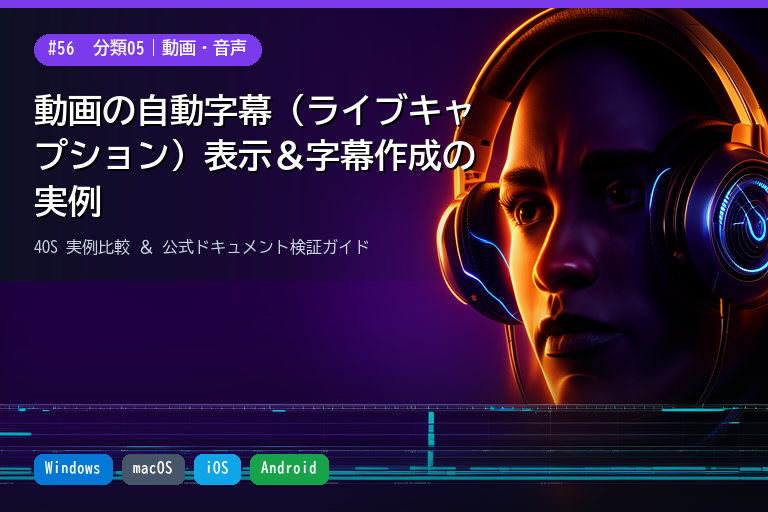 #56 分類05｜動画・音声
動画の自動字幕（ライブキャ
プション）表示＆字幕作成の
実例
4OS 実例比較 ＆ 公式ドキュメント検証ガイド
Windows macOS iOS Android